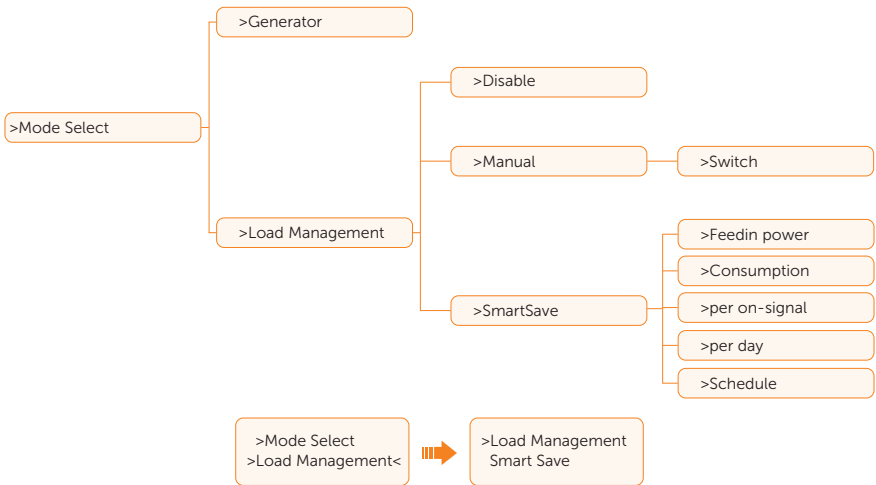 >Generator
>Disable
>Mode Select
>Manual
>Switch
>Load Management
>Feedin power
>Consumption
>SmartSave
>per on-signal
>per day
>Schedule
>Mode Select
>Load Management<
>Load Management
Smart Save